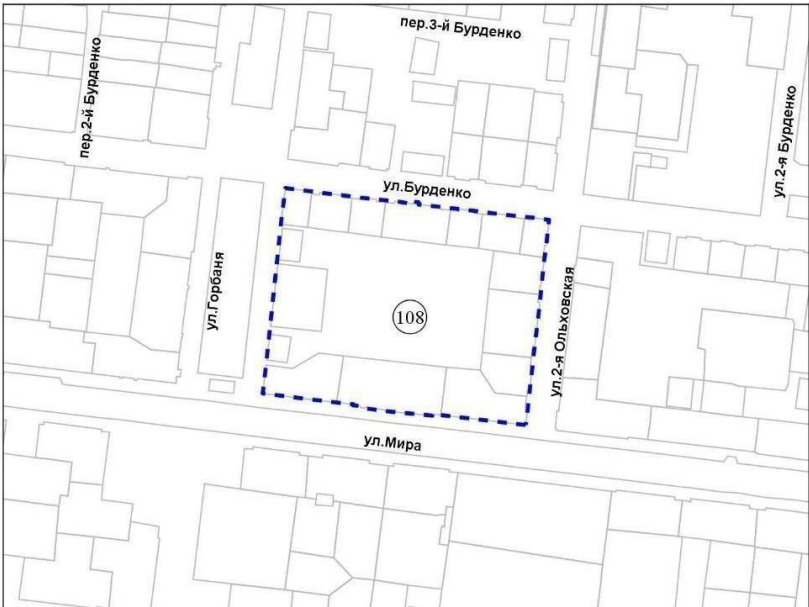 пер.3-й Бурденко
пер.2-й Бурденко
ул.2-я Бурденко
ул.Бурденко
ул.Горбаня
108
ул.2-я Ольховская
ул.Мира